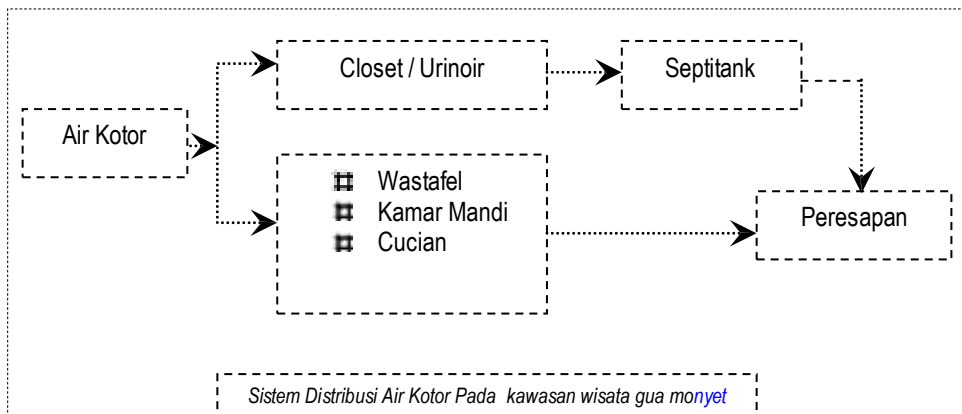 Closet / Urinoir
Septitank
Air Kotor
Wastafel
Kamar Mandi
Cucian
Peresapan
Sistem Distribusi Air Kotor Pada kawasan wisata gua monyet